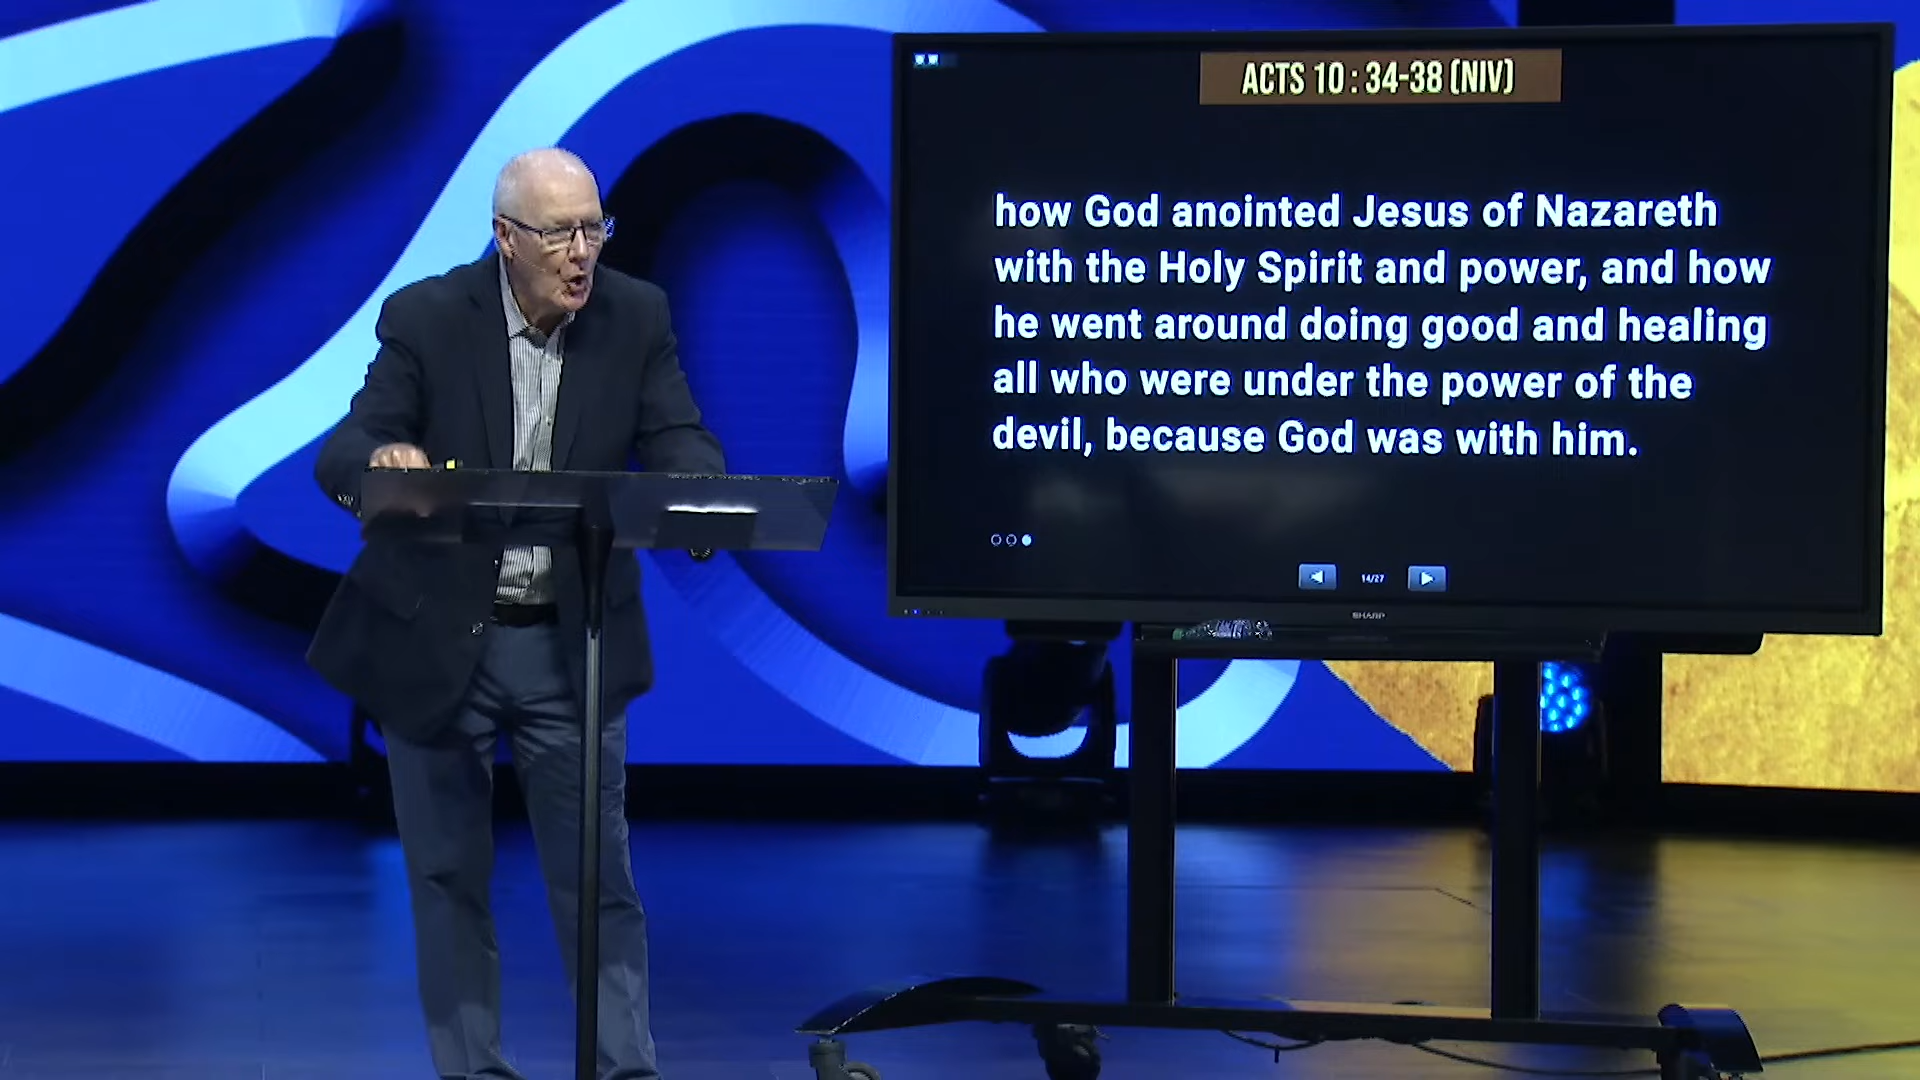 ACTS 10 : 34-38 (NIV)
how God anointed Jesus of Nazareth
with the Holy Spirit and power, and how
he went around doing good and healing
all who were under the power of the
devil, because God was with him.
14/27
SHARP